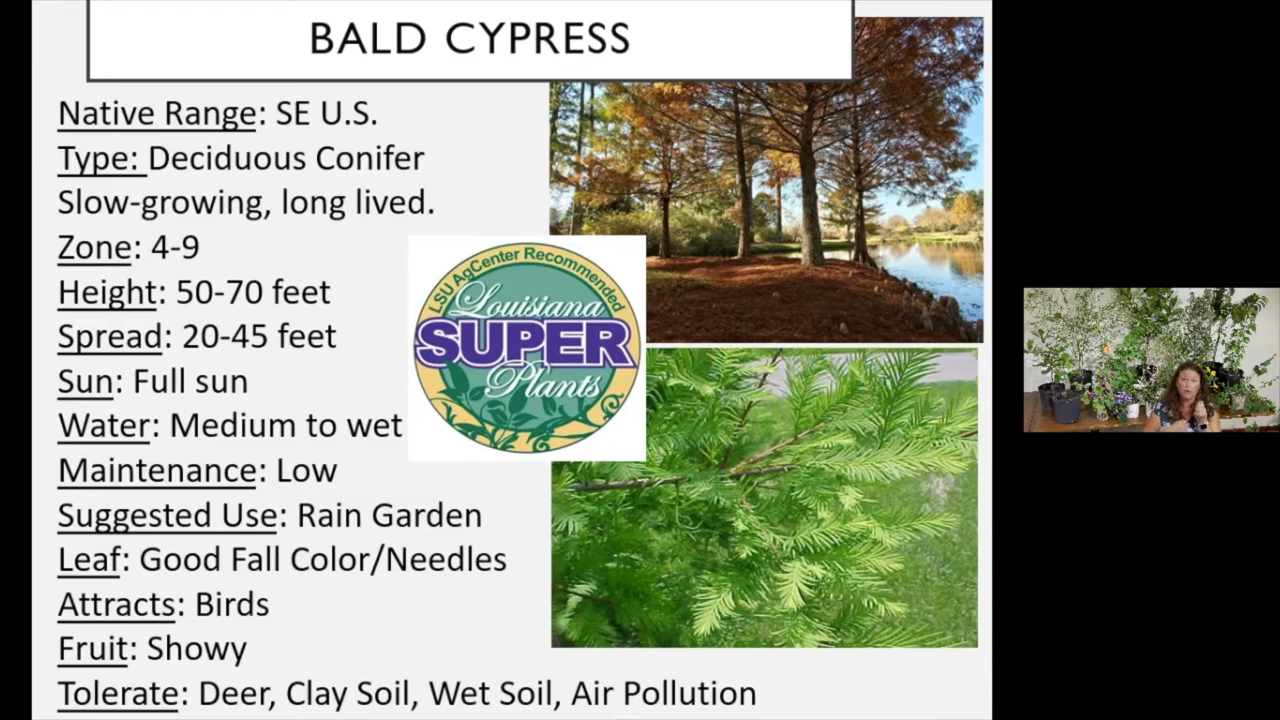 BALD CYPRESS
Native Range: SE U.S.
Type: Deciduous Conifer
Slow-growing, long lived.
Zone: 4-9
Height: 50-70 feet
Spread: 20-45 feet
Sun: Full sun
Water: Medium to wet
Maintenance: Low
Suggested Use: Rain Garden
Leaf: Good Fall Color/Needles
Attracts: Birds
Fruit: Showy
Tolerate: Deer, Clay Soil, Wet Soil, Air Pollution
LSU AgCenter Recommended
Louisiana
SUPER
Plants